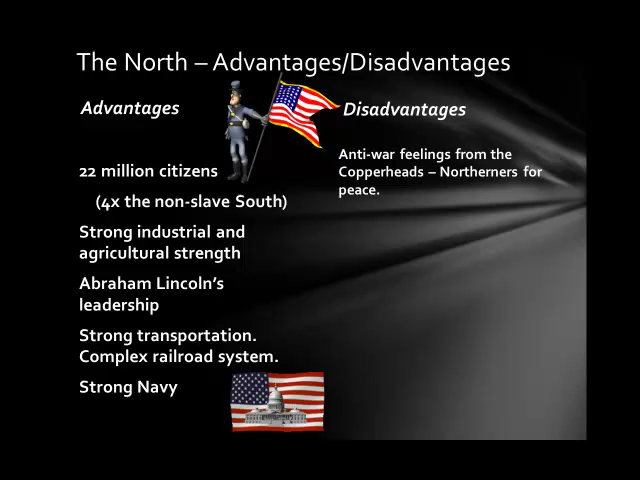 The North – Advantages/Disadvantages
Advantages
22 million citizens
(4x the non-slave South)
Strong industrial and
agricultural strength
Abraham Lincoln’s
leadership
Strong transportation.
Complex railroad system.
Strong Navy
Disadvantages
Anti-war feelings from the
Copperheads – Northerners for
peace.